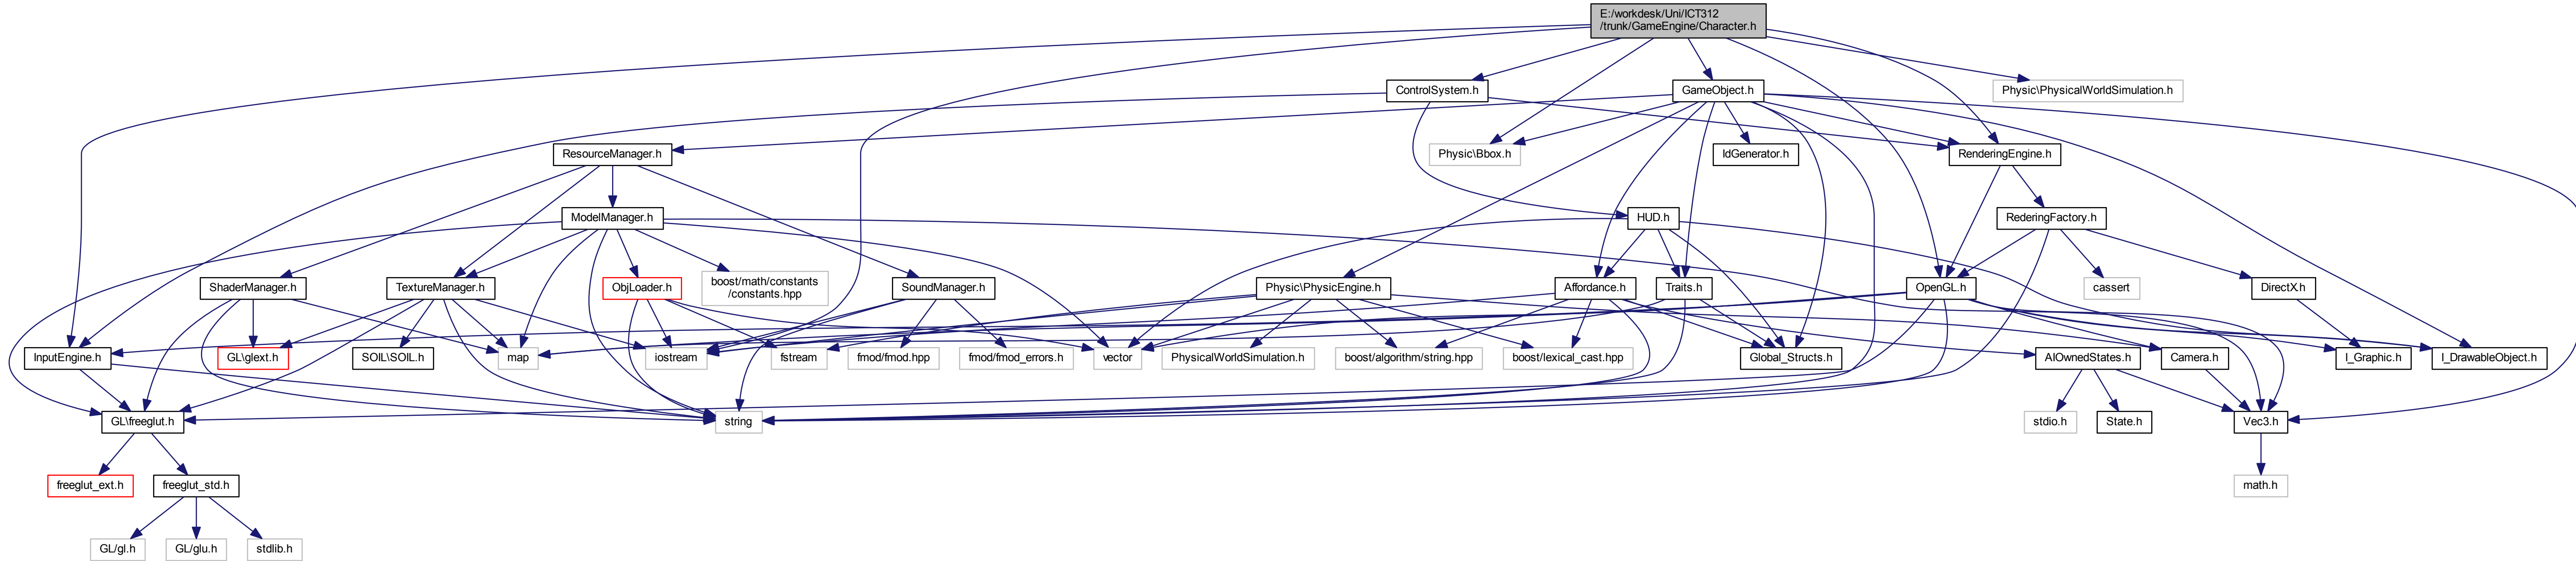 E:/workdesk/Uni/ICT312
/trunk/GameEngine/Character.h
ControlSystem.h
GameObject.h
Physic\PhysicalWorldSimulation.h
ResourceManager.h
Physic\Bbox.h
IdGenerator.h
RenderingEngine.h
ModelManager.h
HUD.h
RederingFactory.h
ShaderManager.h
TextureManager.h
ObjLoader.h
boost/math/constants
/constants.hpp
SoundManager.h
Physic\PhysicEngine.h
Affordance.h
Traits.h
OpenGL.h
cassert
DirectX.h
InputEngine.h
GL\glext.h
SOIL\SOIL.h
map
iostream
fstream
fmod/fmod.hpp
fmod/fmod_errors.h
vector
PhysicalWorldSimulation.h
boost/algorithm/string.hpp
boost/lexical_cast.hpp
Global_Structs.h
AIOwnedStates.h
Camera.h
I_Graphic.h
I_DrawableObject.h
GL\freeglut.h
string
stdio.h
State.h
Vec3.h
freeglut_ext.h
freeglut_std.h
math.h
GL/gl.h
GL/glu.h
stdlib.h